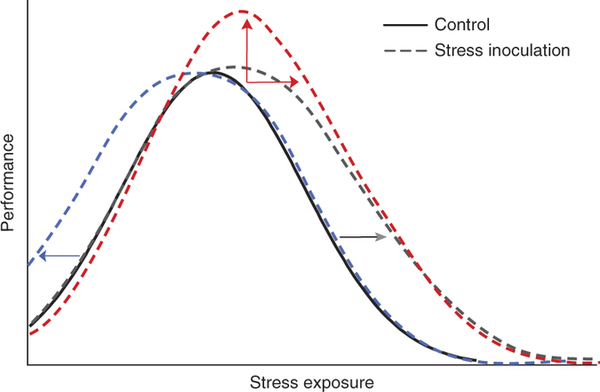 Control
Stress inoculation
Performance
Stress exposure